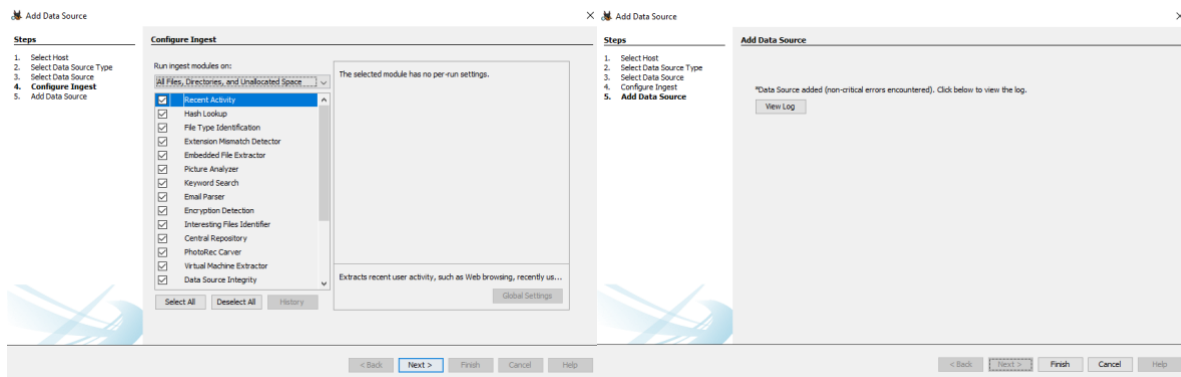 Add Data Source
Steps
1. Select Host
2. Select Data Source Type
3. Select Data Source
4. Configure Ingest
5. Add Data Source
Configure Ingest
Run ingest modules on:
All Files, Directories, and Unallocated Space
Recent Activity
Hash Lookup
File Type Identification
Extension Mismatch Detector
Embedded File Extractor
Picture Analyzer
Keyword Search
Email Parser
Encryption Detection
Interesting Files Identifier
Central Repository
PhotoRec Carver
Virtual Machine Extractor
Data Source Integrity
Select All Deselect All History
The selected module has no per-run settings.
Extracts recent user activity, such as Web browsing, recently us...
Global Settings
< Back Next > Finish Cancel Help
Add Data Source
Steps
1. Select Host
2. Select Data Source Type
3. Select Data Source
4. Configure Ingest
5. Add Data Source
Add Data Source
*Data Source added (non-critical errors encountered). Click below to view the log.
View Log
< Back Next > Finish Cancel Help